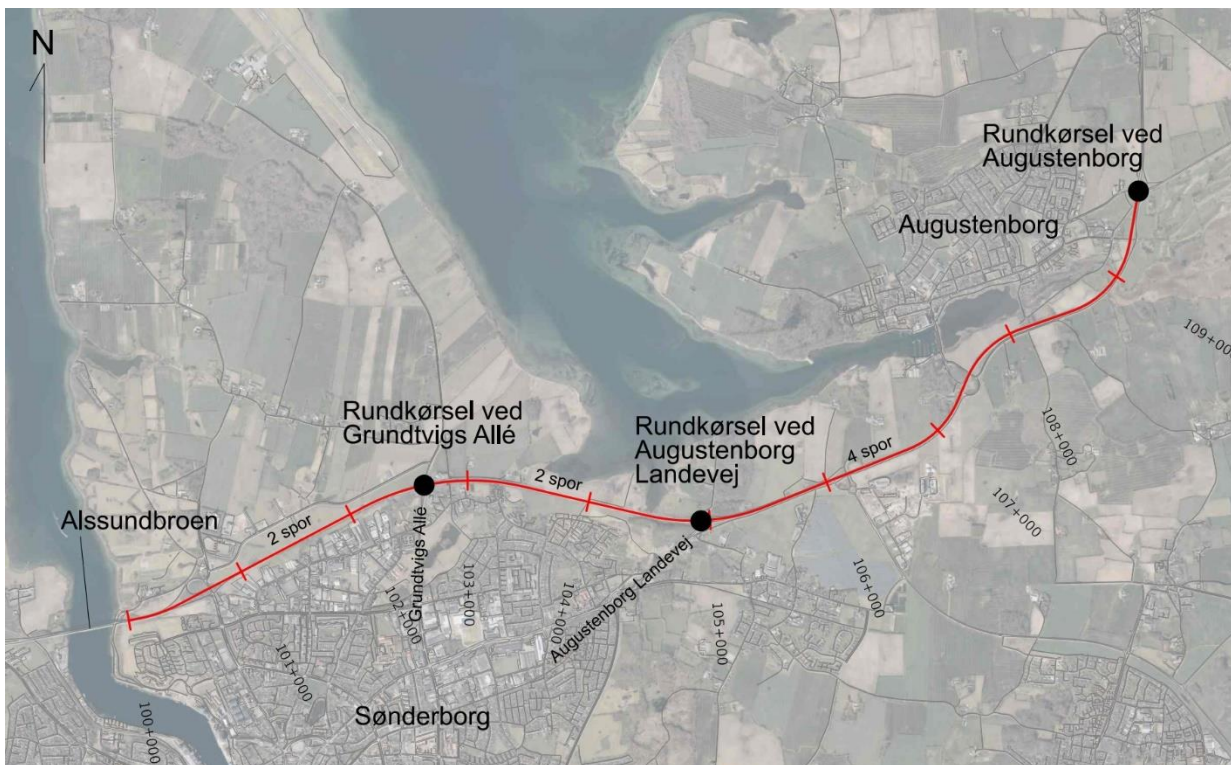 N
Rundkørsel ved
Augustenborg
Augustenborg
109+000
Rundkørsel ved
Grundtvigs Allé
Rundkørsel ved
Augustenborg
Landevej
108+000
4 spor
2 spor
107+000
Alssundbroen
2 spor
Grundtvigs Allé
Augustenborg Landevej
106+000
105+000
104+000
103+000
102+000
101+000
100+000
Sønderborg